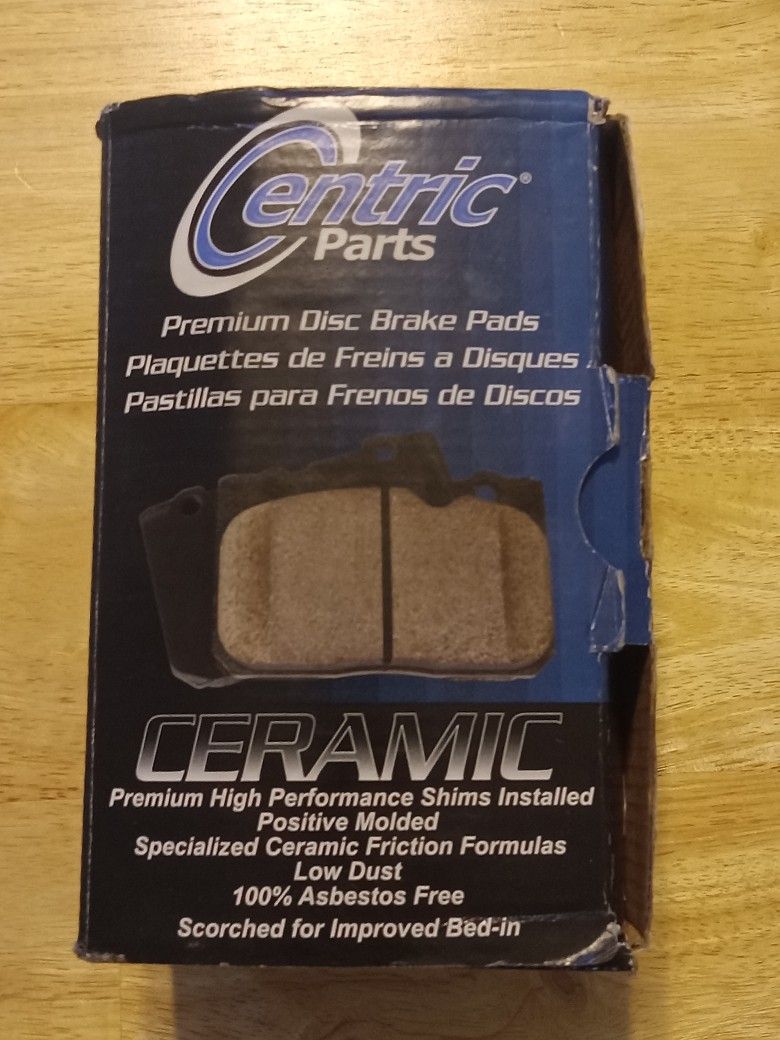 Centric®
Parts
Premium Disc Brake Pads
Plaquettes de Freins a Disques
Pastillas para Frenos de Discos
CERAMIC
Premium High Performance Shims Installed
Positive Molded
Specialized Ceramic Friction Formulas
Low Dust
100% Asbestos Free
Scorched for Improved Bed-in